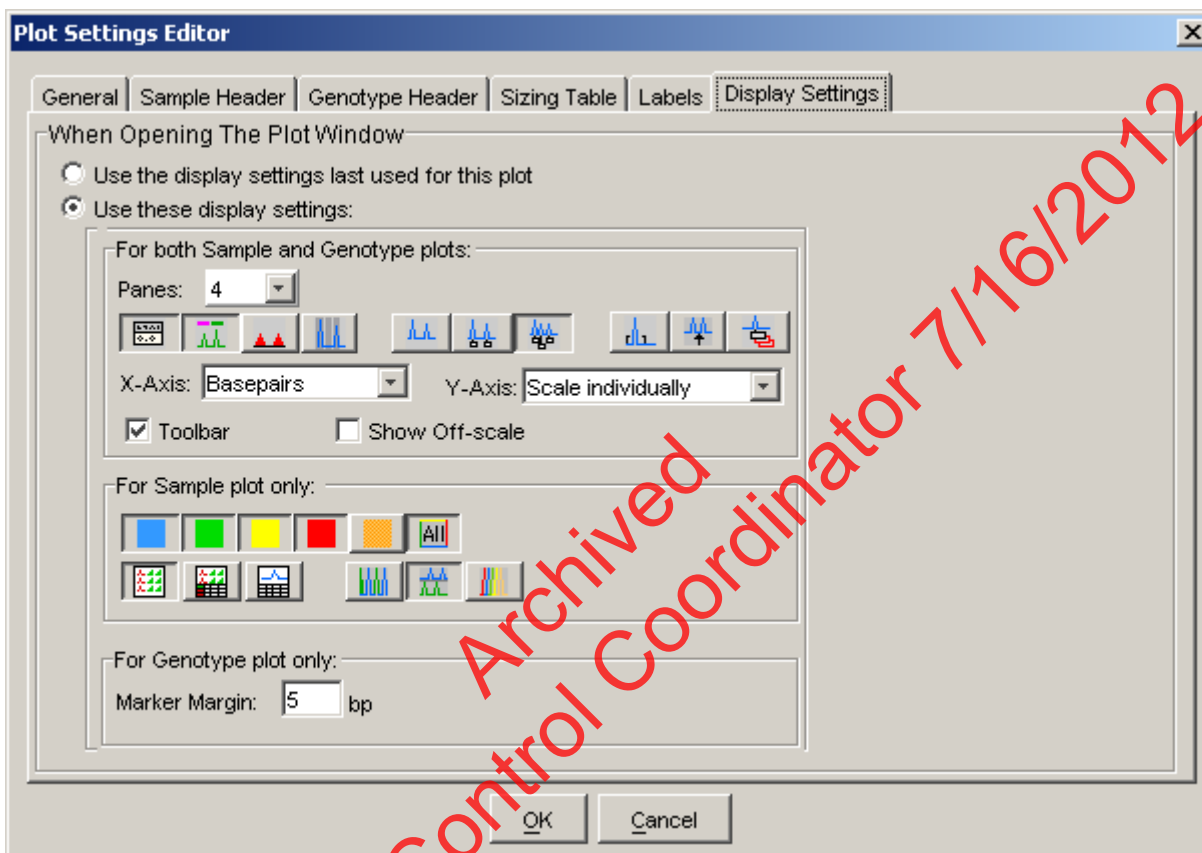 Plot Settings Editor
General Sample Header Genotype Header Sizing Table Labels Display Settings
When Opening The Plot Window
Use the display settings last used for this plot
Use these display settings:
For both Sample and Genotype plots:
Panes: 4
X-Axis: Basepairs Y-Axis: Scale individually
Toolbar Show Off-scale
For Sample plot only:
All
For Genotype plot only:
Marker Margin: 5 bp
OK Cancel
Archived
Control Coordinator 7/16/2012